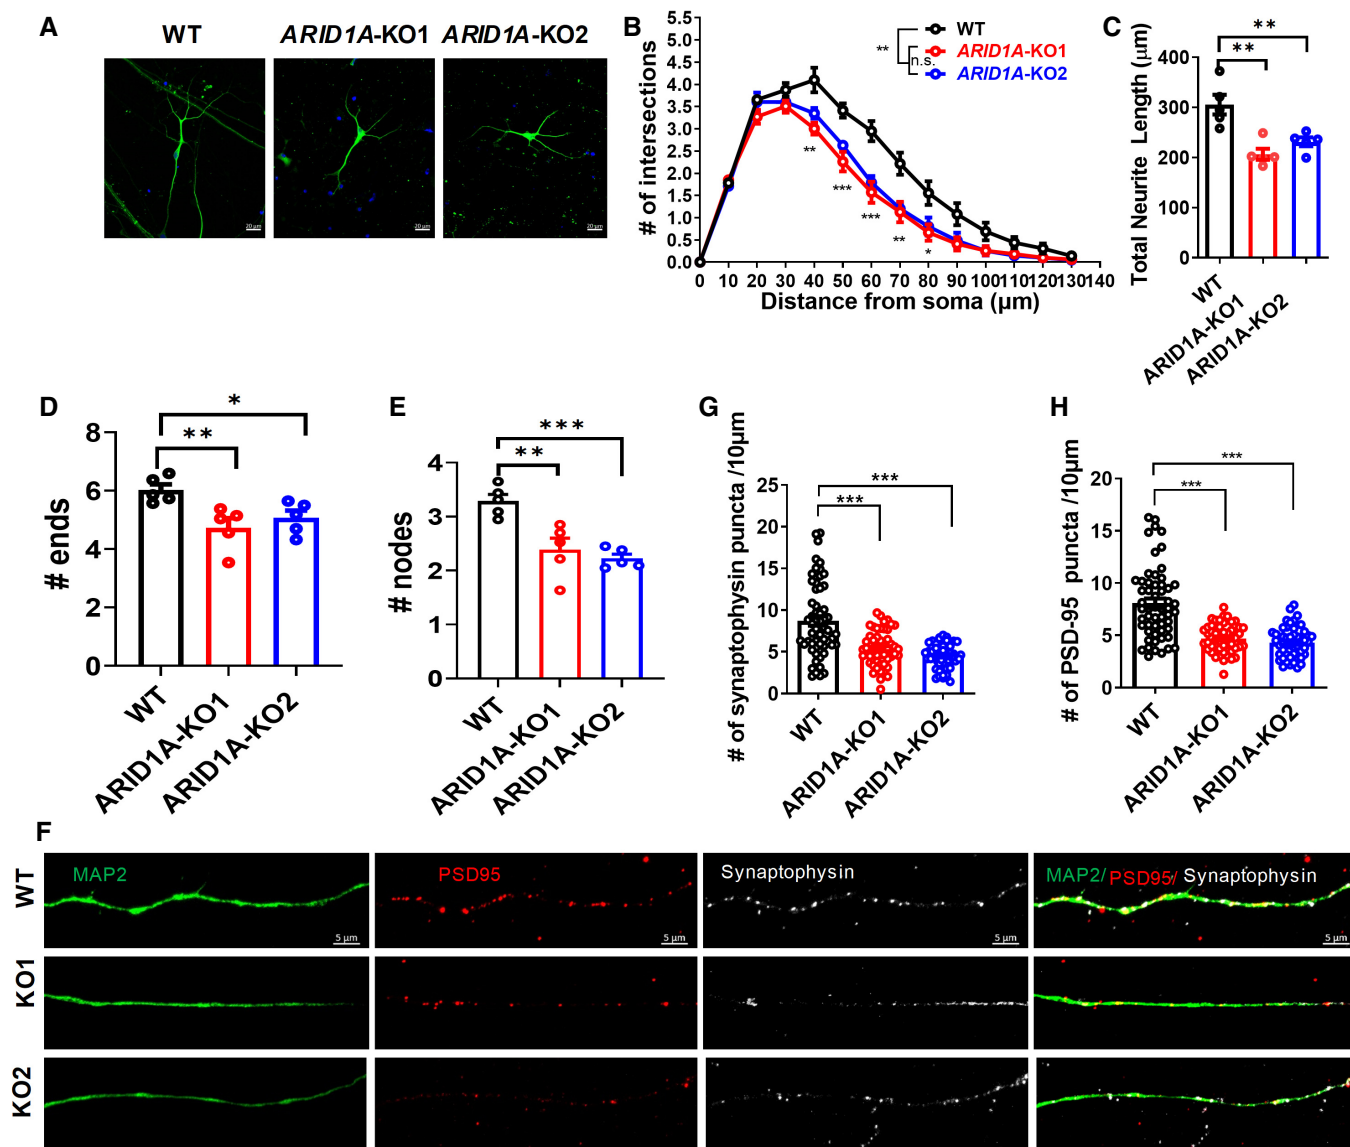 A
WT
ARID1A-KO1
ARID1A-KO2
20 µm
20 µm
20 µm
B
# of intersections
5.5
5.0
4.5
4.0
3.5
3.0
2.5
2.0
1.5
1.0
0.5
0.0
0 10 20 30 40 50 60 70 80 90 100 110 120 130 140
Distance from soma (µm)
WT
ARID1A-KO1
ARID1A-KO2
**
n.s.
**
***
***
**
*
C
Total Neurite Length (µm)
400
300
200
100
0
**
**
WT
ARID1A-KO1
ARID1A-KO2
D
# ends
8
6
4
2
0
*
**
WT
ARID1A-KO1
ARID1A-KO2
E
# nodes
4
3
2
1
0
***
**
WT
ARID1A-KO1
ARID1A-KO2
G
# of synaptophysin puncta /10µm
25
20
15
10
5
0
***
***
WT
ARID1A-KO1
ARID1A-KO2
H
# of PSD-95 puncta /10µm
20
15
10
5
0
***
***
WT
ARID1A-KO1
ARID1A-KO2
F
WT
MAP2
PSD95
Synaptophysin
MAP2/ PSD95/ Synaptophysin
5 µm
5 µm
5 µm
5 µm
KO1
KO2